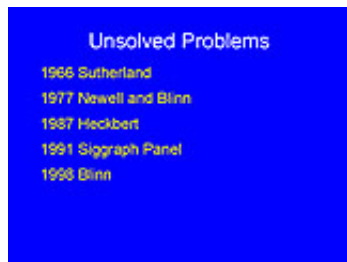 Unsolved Problems
1966 Sutherland
1977 Newell and Blinn
1987 Heckbert
1991 Siggraph Panel
1998 Blinn